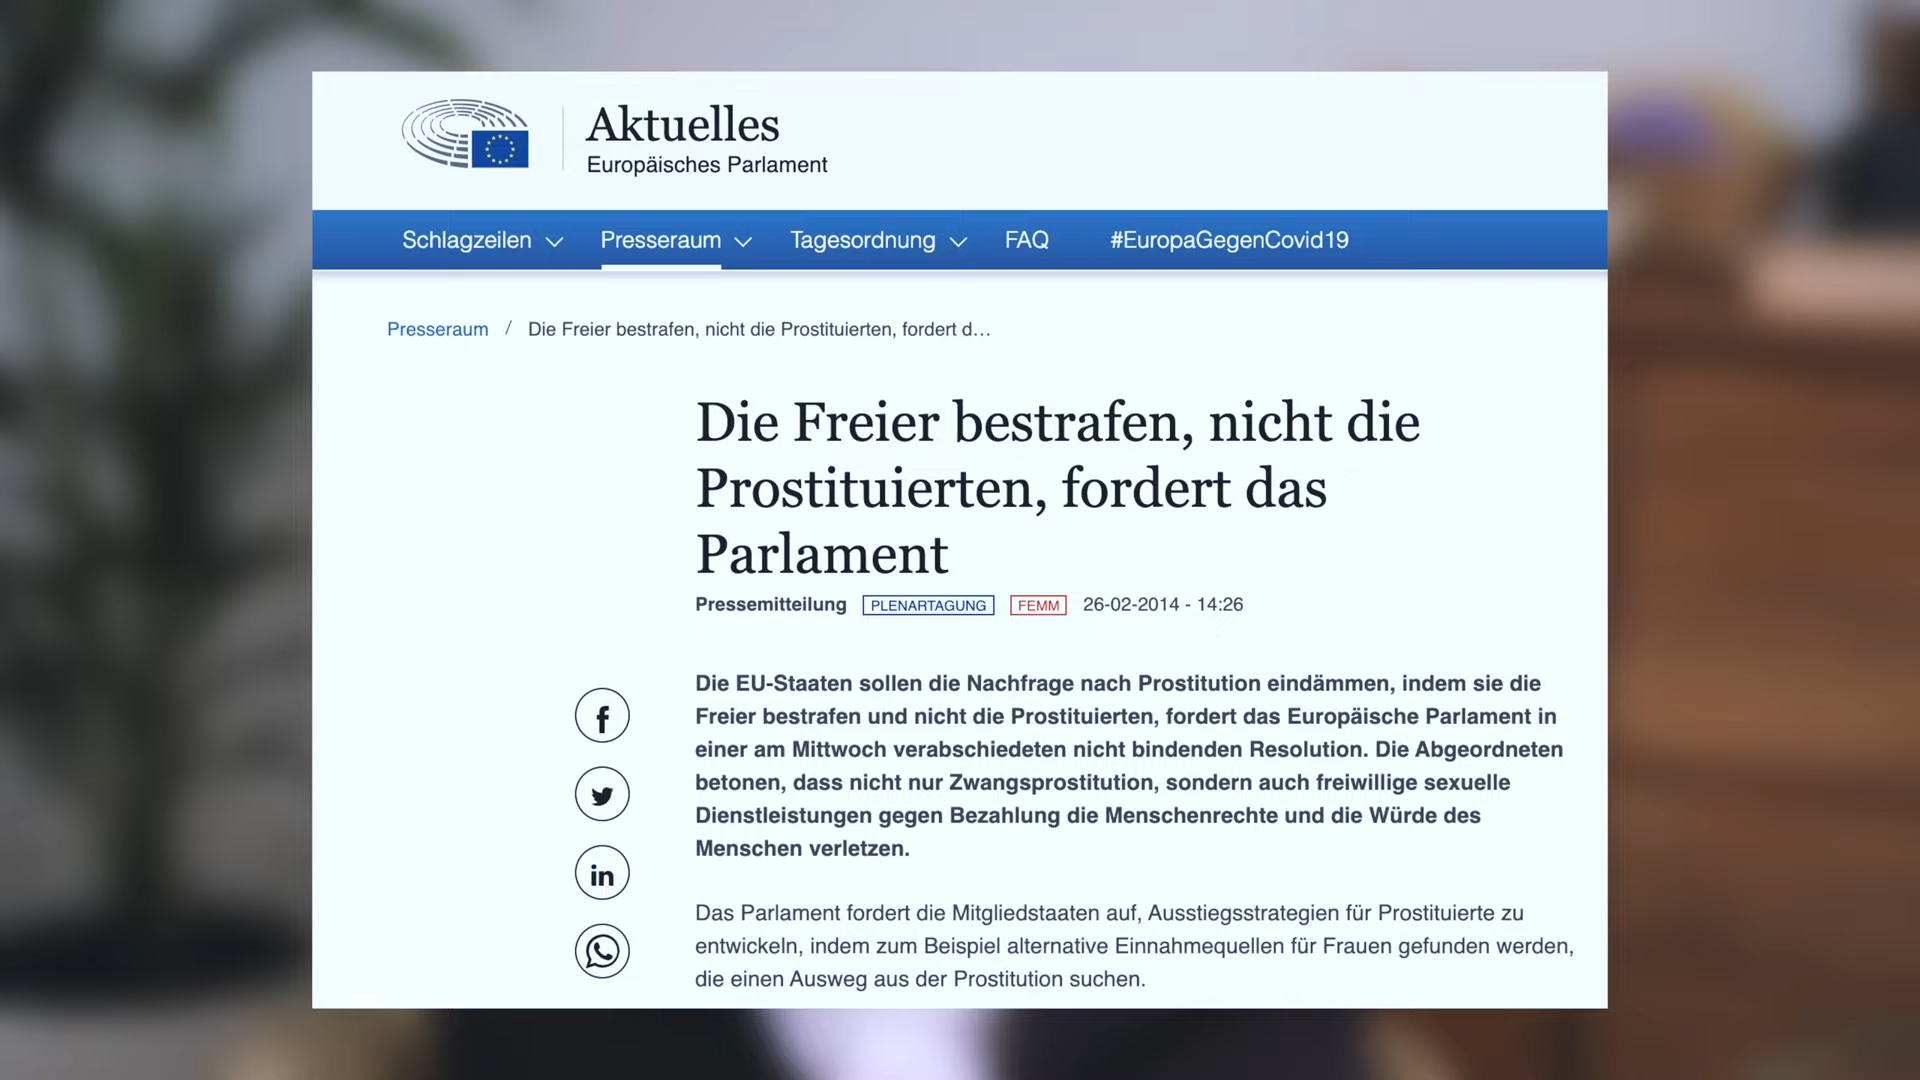 Aktuelles
Europäisches Parlament
Schlagzeilen Presseraum Tagesordnung FAQ #EuropaGegenCovid19
Presseraum / Die Freier bestrafen, nicht die Prostituierten, fordert d...
Die Freier bestrafen, nicht die
Prostituierten, fordert das
Parlament
Pressemitteilung PLENARTAGUNG FEMM 26-02-2014 - 14:26
Die EU-Staaten sollen die Nachfrage nach Prostitution eindämmen, indem sie die
Freier bestrafen und nicht die Prostituierten, fordert das Europäische Parlament in
einer am Mittwoch verabschiedeten nicht bindenden Resolution. Die Abgeordneten
betonen, dass nicht nur Zwangsprostitution, sondern auch freiwillige sexuelle
Dienstleistungen gegen Bezahlung die Menschenrechte und die Würde des
Menschen verletzen.
Das Parlament fordert die Mitgliedstaaten auf, Ausstiegsstrategien für Prostituierte zu
entwickeln, indem zum Beispiel alternative Einnahmequellen für Frauen gefunden werden,
die einen Ausweg aus der Prostitution suchen.